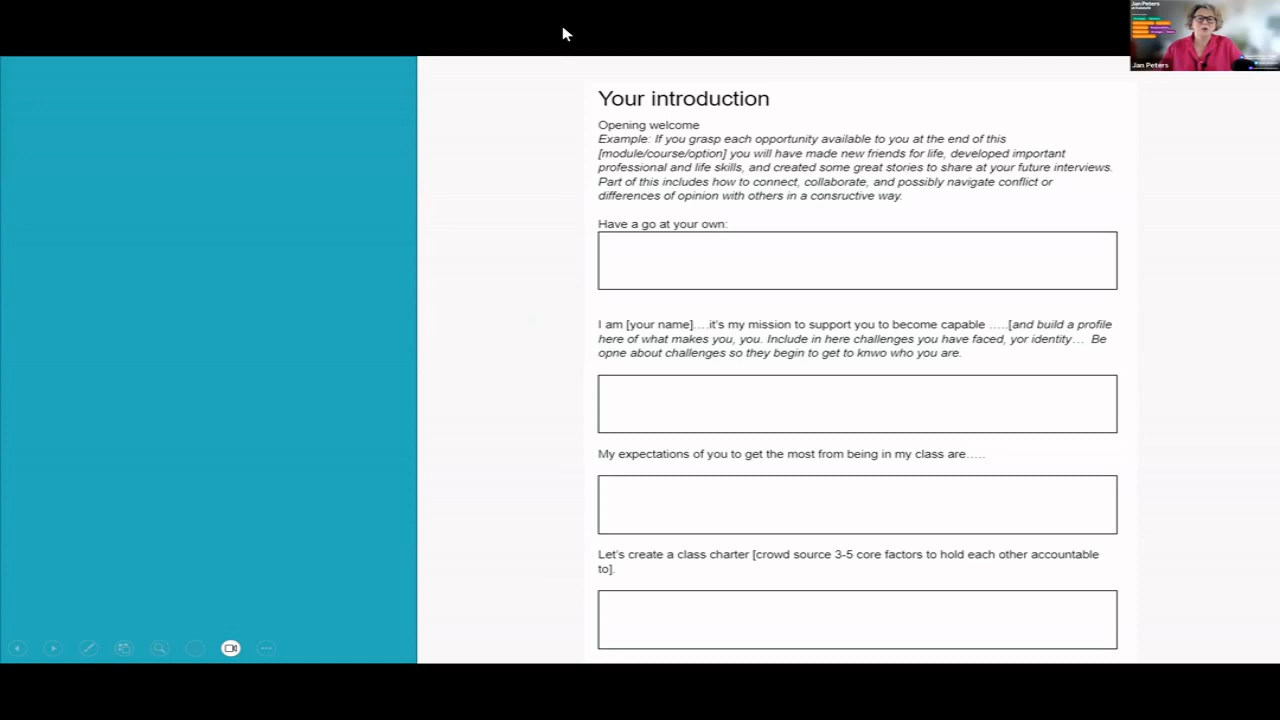 Jan Peters
Jan Peters
Your introduction
Opening welcome
Example: If you grasp each opportunity available to you at the end of this
[module/course/option] you will have made new friends for life, developed important
professional and life skills, and created some great stories to share at your future interviews.
Part of this includes how to connect, collaborate, and possibly navigate conflict or
differences of opinion with others in a consructive way.
Have a go at your own:
I am [your name]....it's my mission to support you to become capable .....[and build a profile
here of what makes you, you. Include in here challenges you have faced, yor identity... Be
opne about challenges so they begin to get to knwo who you are.
My expectations of you to get the most from being in my class are.....
Let's create a class charter [crowd source 3-5 core factors to hold each other accountable
to].